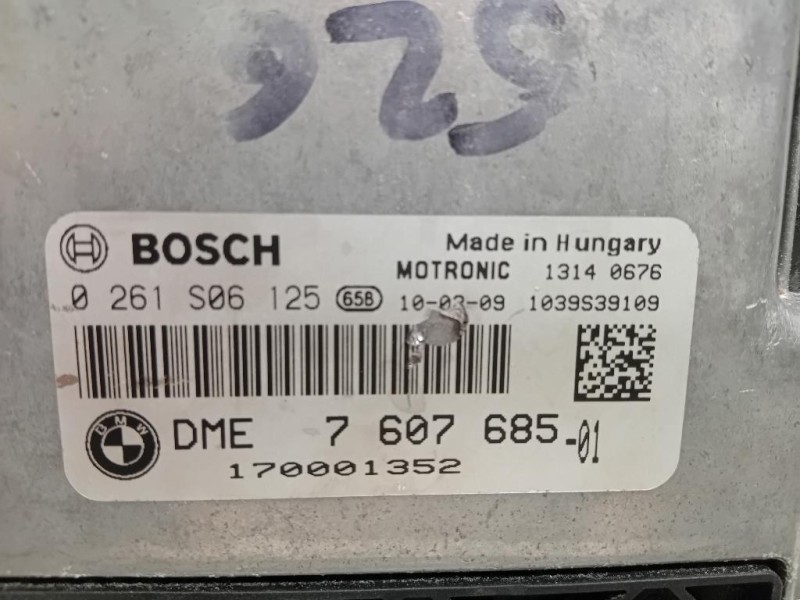 BOSCH
Made in Hungary
MOTRONIC 1314 0676
0 261 S06 125 658 10-03-09 1039S39109
BMW
DME 7 607 685-01
170001352